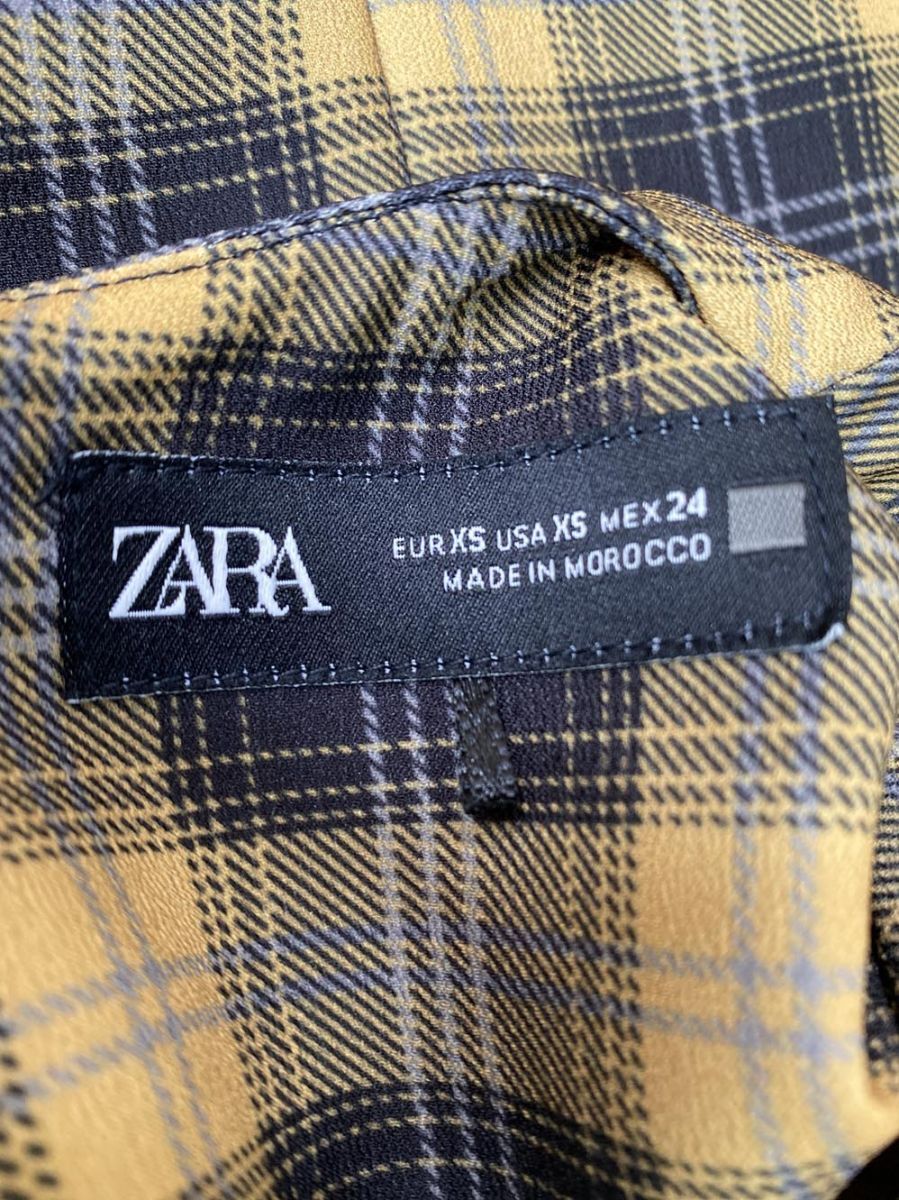 ZARA
EUR XS USA XS MEX 24
MADE IN MOROCCO